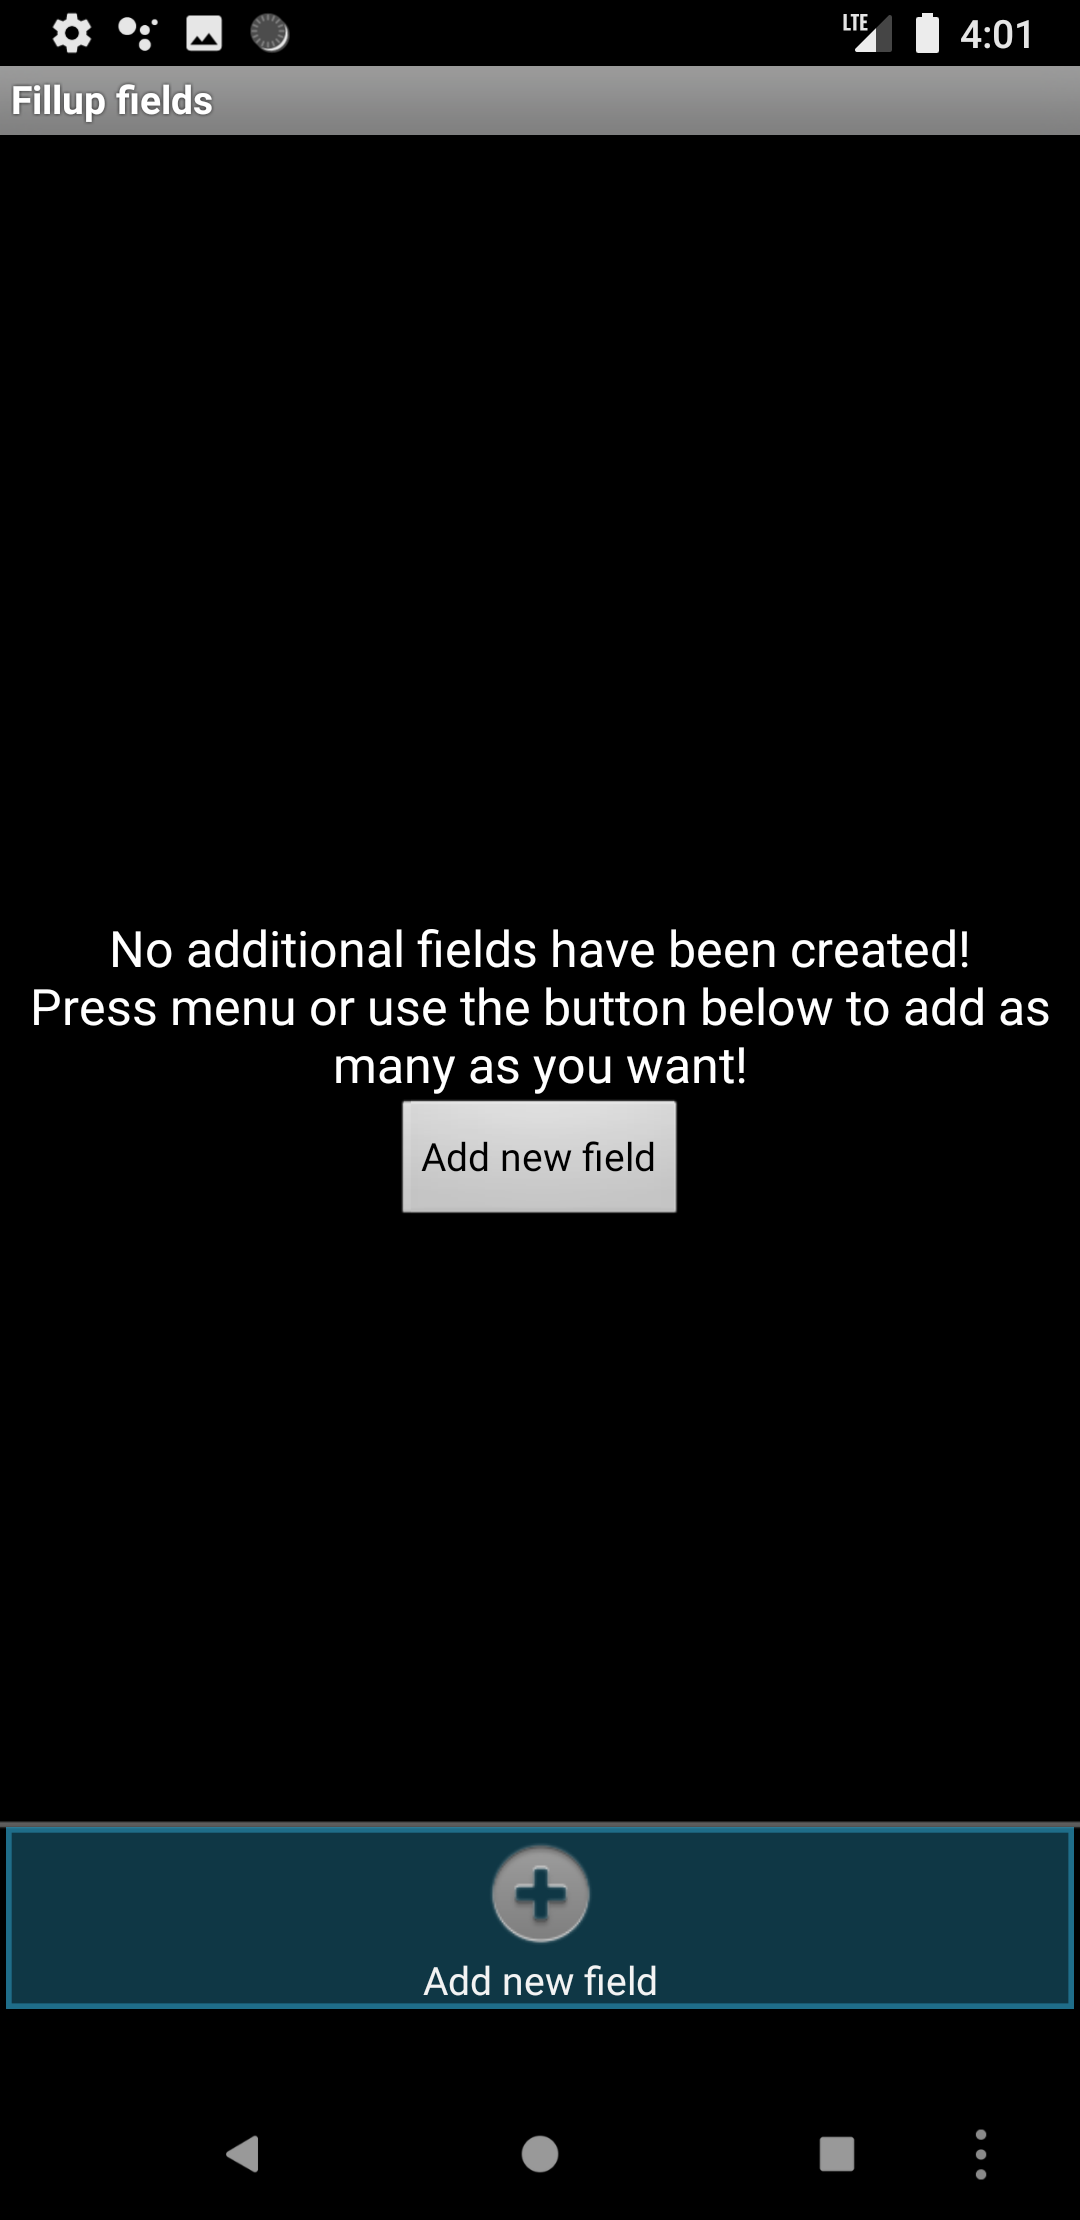 LTE 4:01
Fillup fields
No additional fields have been created!
Press menu or use the button below to add as
many as you want!
Add new field
Add new field